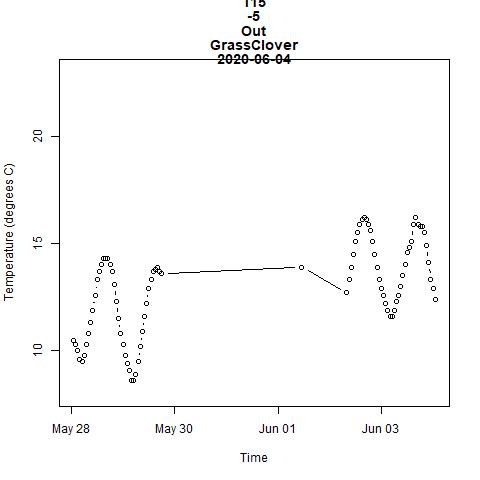 T15
-5
Out
GrassClover
2020-06-04
Temperature (degrees C)
20
15
10
May 28
May 30
Jun 01
Jun 03
Time